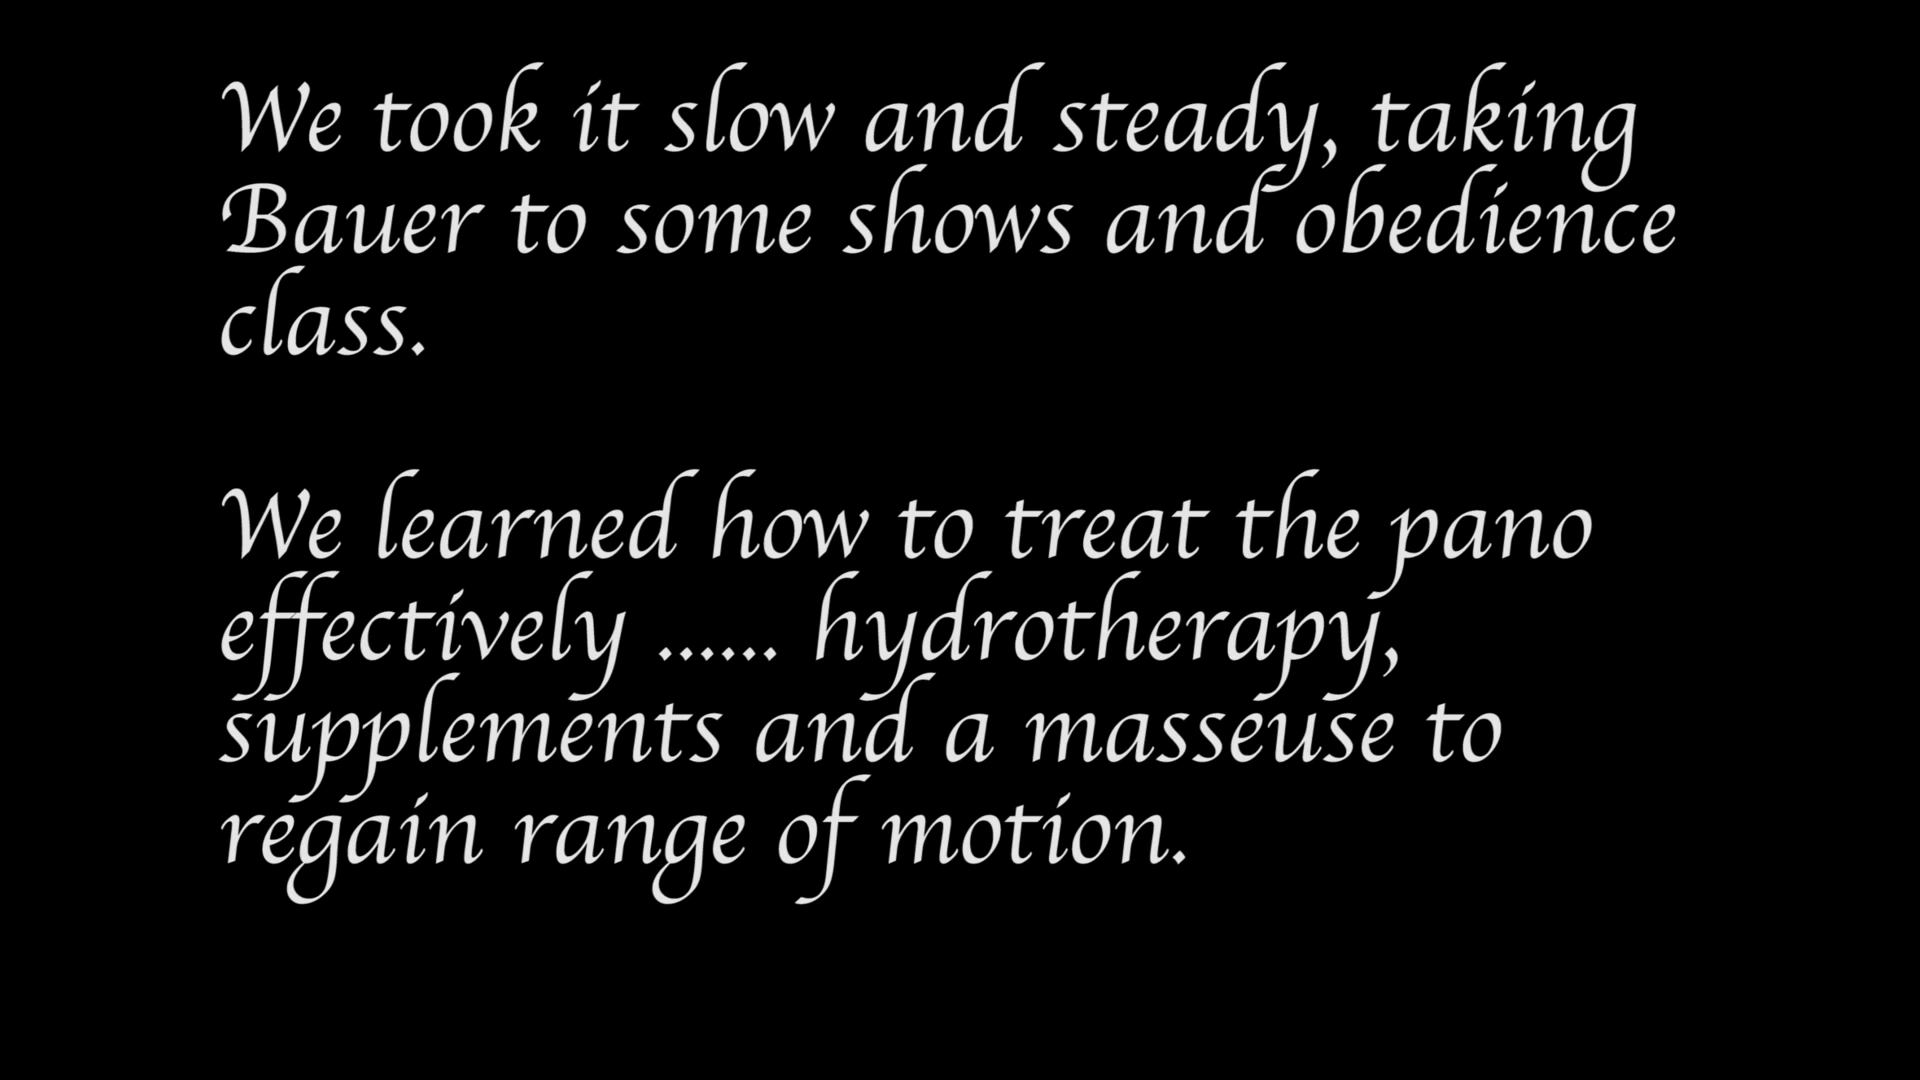 We took it slow and steady, taking
Bauer to some shows and obedience
class.
We learned how to treat the pano
effectively ...... hydrotherapy,
supplements and a masseuse to
regain range of motion.